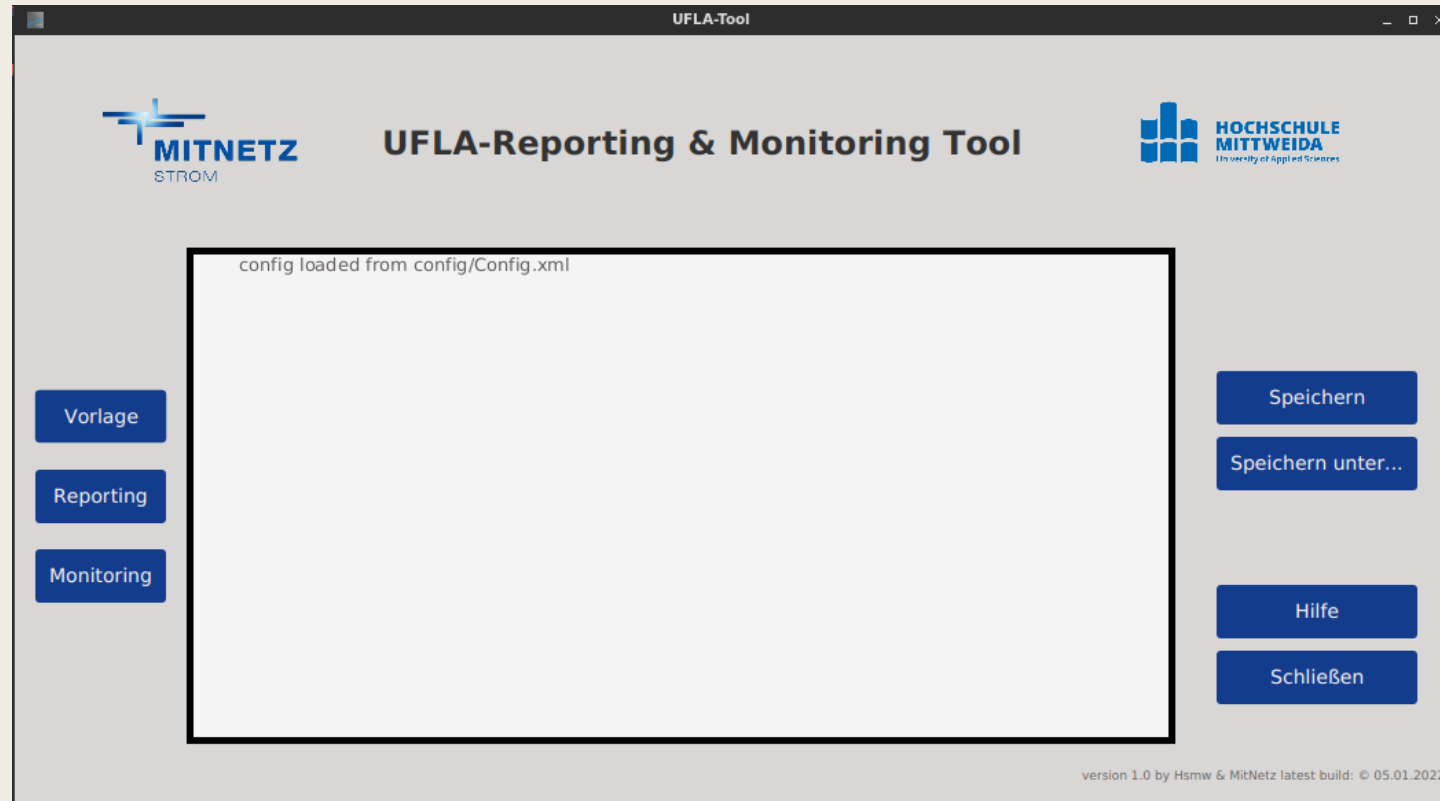 UFLA-Tool
MITNETZ
STROM
UFLA-Reporting & Monitoring Tool
HOCHSCHULE
MITTWEIDA
University of Applied Sciences
config loaded from config/Config.xml
Vorlage
Reporting
Monitoring
Speichern
Speichern unter...
Hilfe
Schließen
version 1.0 by Hsmw & MitNetz latest build: © 05.01.2022